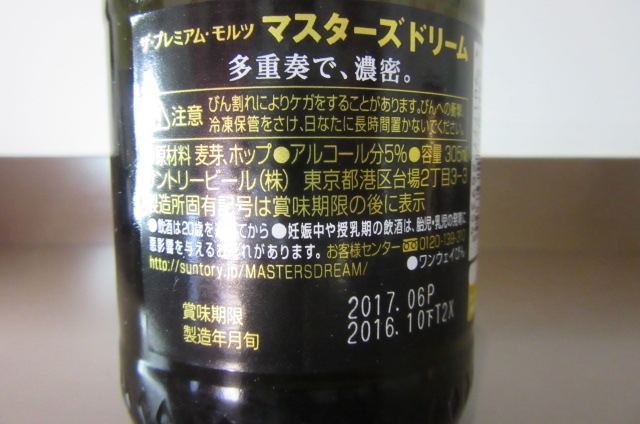 ザ・プレミアム・モルツ マスターズドリーム
多重奏で、濃密。
注意 びん割れによりケガをすることがあります。びんへの衝撃、
冷凍保管をさけ、日なたに長時間置かないでください。
原材料 麦芽、ホップ●アルコール分5%●容量 305ml
サントリービール(株) 東京都港区台場2丁目3-3
製造所固有記号は賞味期限の後に表示
●飲酒は20歳を過ぎてから●妊娠中や授乳期の飲酒は、胎児・乳児の発育に
悪影響を与えるおそれがあります。お客様センター 0120-139-310
http://suntory.jp/MASTERSDREAM/ ●ワンウェイびん
賞味期限 2017.06P
製造年月旬 2016.10下T2X